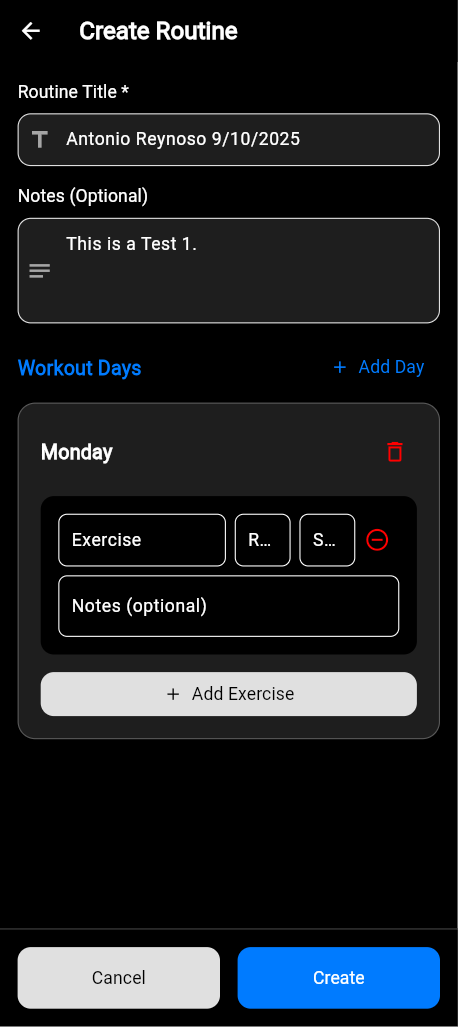 Create Routine
Routine Title *
Antonio Reynoso 9/10/2025
Notes (Optional)
This is a Test 1.
Workout Days
+ Add Day
Monday
Exercise R... S...
Notes (optional)
+ Add Exercise
Cancel Create